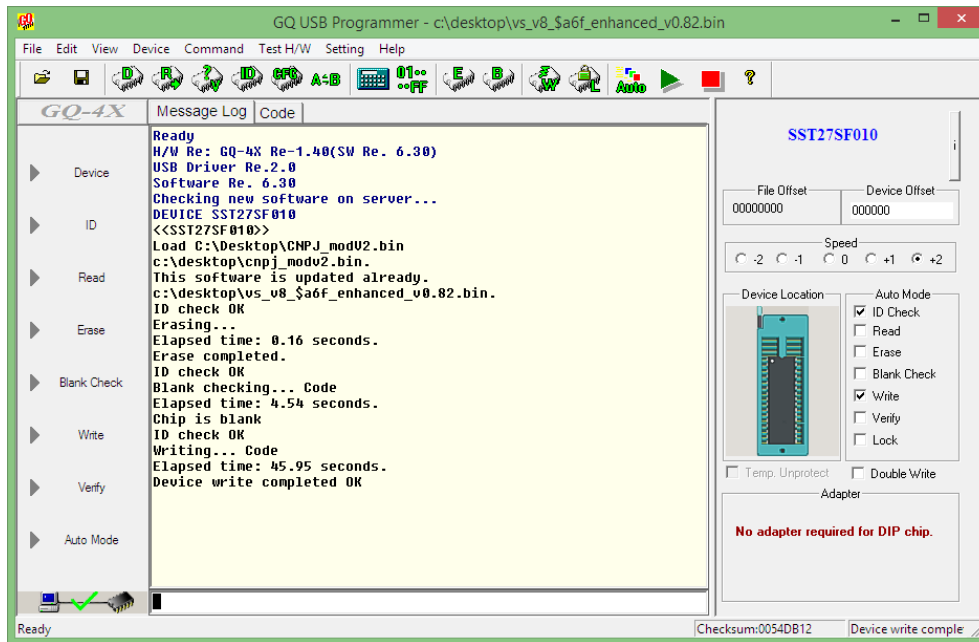 GQ USB Programmer - c:\desktop\vs_v8_$a6f_enhanced_v0.82.bin
File Edit View Device Command Test H/W Setting Help
D R ? V ID CFG A≑B 01·· ··FF E B E W L Auto ?
GQ-4X
Message Log Code
Ready
H/W Re: GQ-4X Re-1.40(SW Re. 6.30)
USB Driver Re.2.0
Software Re. 6.30
Checking new software on server...
DEVICE SST27SF010
<<SST27SF010>>
Load C:\Desktop\CNPJ_modV2.bin
c:\desktop\cnpj_modv2.bin.
This software is updated already.
c:\desktop\vs_v8_$a6f_enhanced_v0.82.bin.
ID check OK
Erasing...
Elapsed time: 0.16 seconds.
Erase completed.
ID check OK
Blank checking... Code
Elapsed time: 4.54 seconds.
Chip is blank
ID check OK
Writing... Code
Elapsed time: 45.95 seconds.
Device write completed OK
Device
ID
Read
Erase
Blank Check
Write
Verify
Auto Mode
SST27SF010
i
File Offset Device Offset
00000000 000000
Speed
-2 -1 0 +1 +2
Device Location
Auto Mode
ID Check
Read
Erase
Blank Check
Write
Verify
Lock
Temp. Unprotect Double Write
Adapter
No adapter required for DIP chip.
Ready Checksum:0054DB12 Device write comple